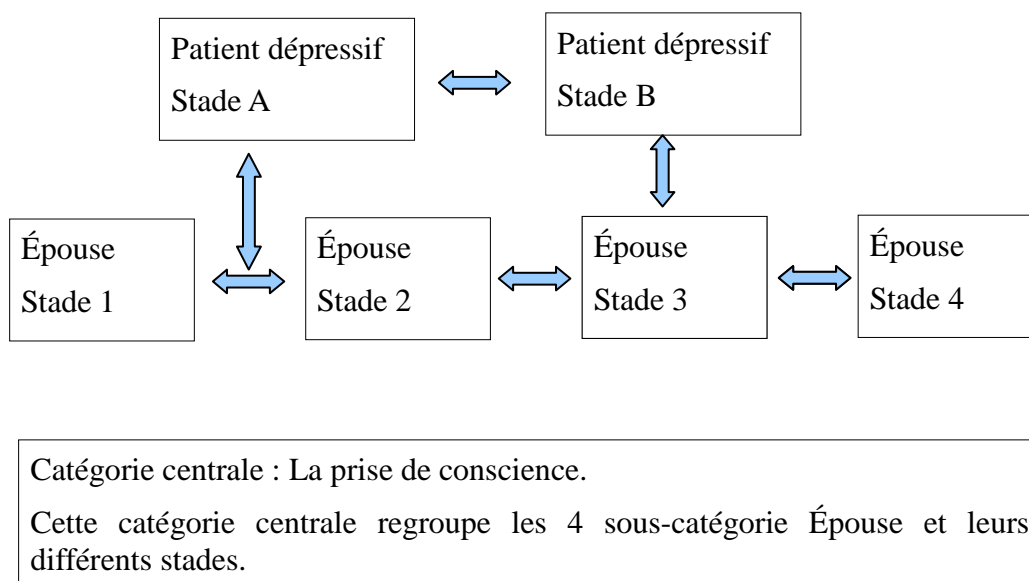 Patient dépressif
Stade A
Patient dépressif
Stade B
Épouse
Stade 1
Épouse
Stade 2
Épouse
Stade 3
Épouse
Stade 4
Catégorie centrale : La prise de conscience.
Cette catégorie centrale regroupe les 4 sous-catégorie Épouse et leurs
différents stades.